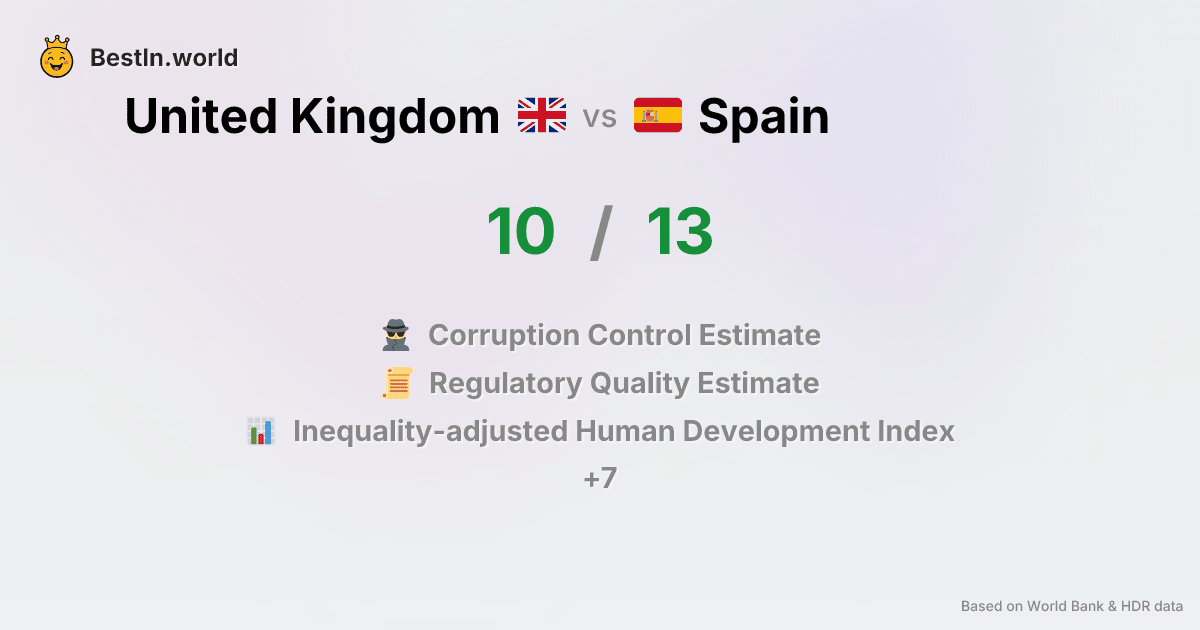 BestIn.world
United Kingdom vs Spain
10 / 13
Corruption Control Estimate
Regulatory Quality Estimate
Inequality-adjusted Human Development Index
+7
Based on World Bank & HDR data